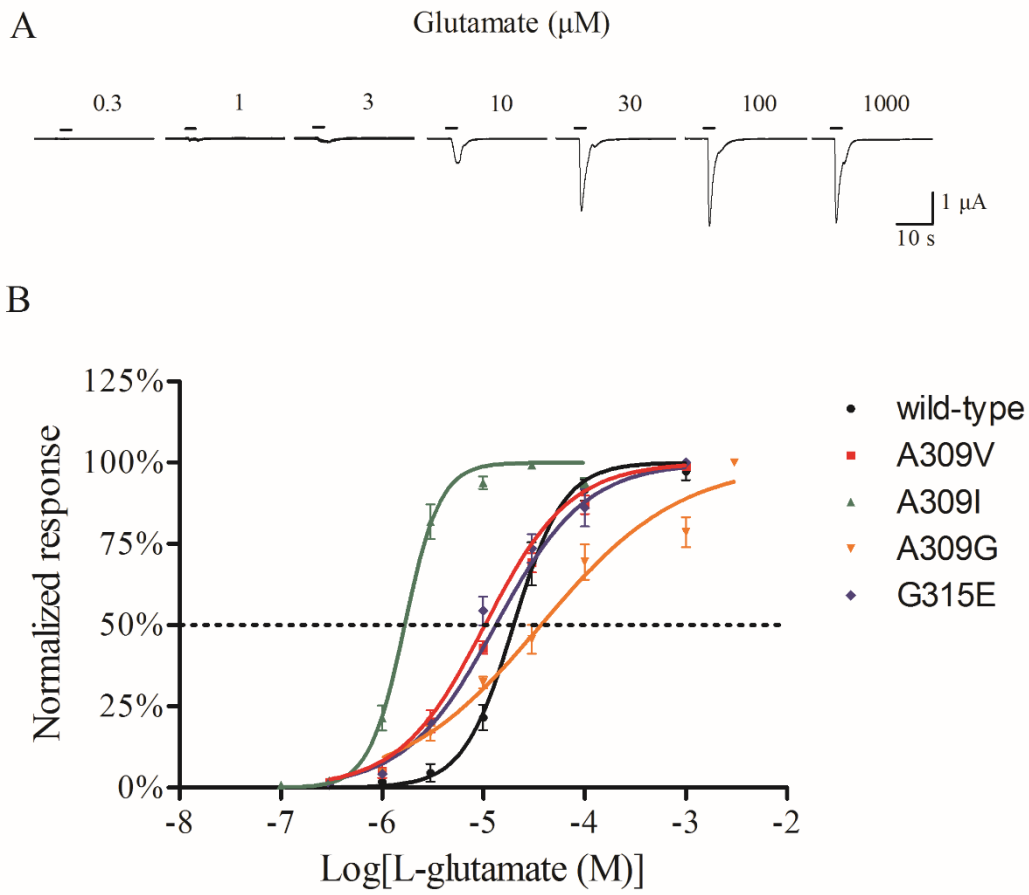 A
Glutamate (μM)
0.3 1 3 10 30 100 1000
1 μA
10 s
B
Normalized response
125%
100%
75%
50%
25%
0%
-8 -7 -6 -5 -4 -3 -2
Log[L-glutamate (M)]
wild-type
A309V
A309I
A309G
G315E